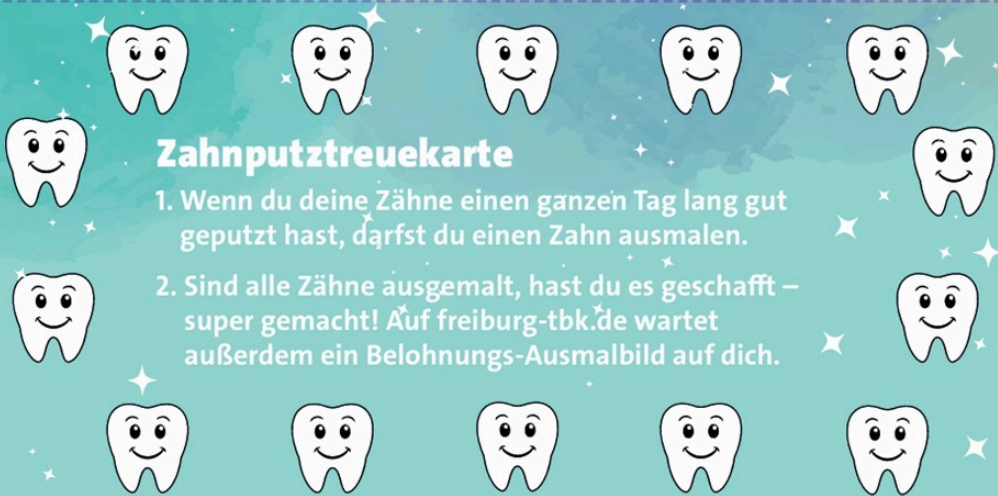 Zahnputztreuekarte
1. Wenn du deine Zähne einen ganzen Tag lang gut
geputzt hast, darfst du einen Zahn ausmalen.
2. Sind alle Zähne ausgemalt, hast du es geschafft –
super gemacht! Auf freiburg-tbk.de wartet
außerdem ein Belohnungs-Ausmalbild auf dich.